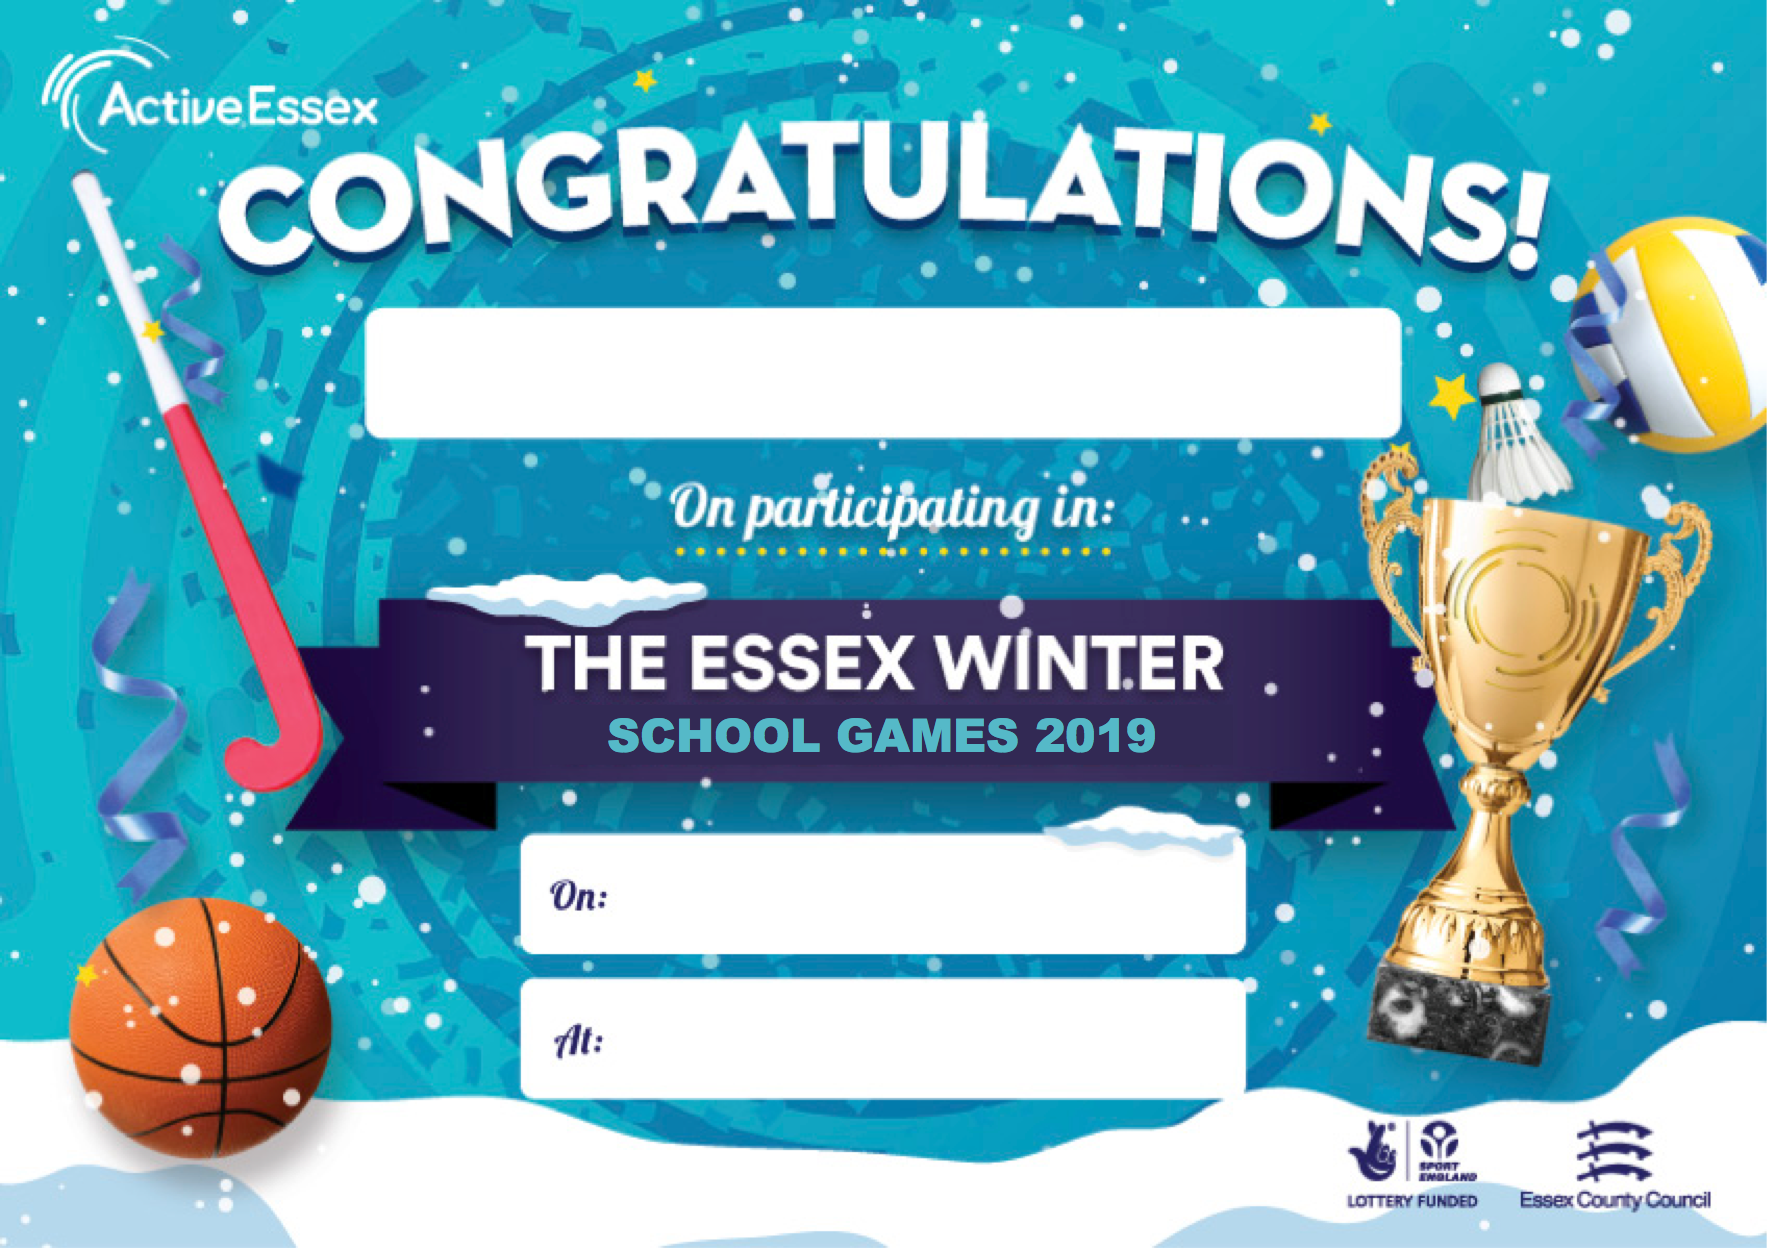 ActiveEssex
CONGRATULATIONS!
On participating in:
THE ESSEX WINTER
SCHOOL GAMES 2019
On:
At:
SPORT
ENGLAND
LOTTERY FUNDED
Essex County Council